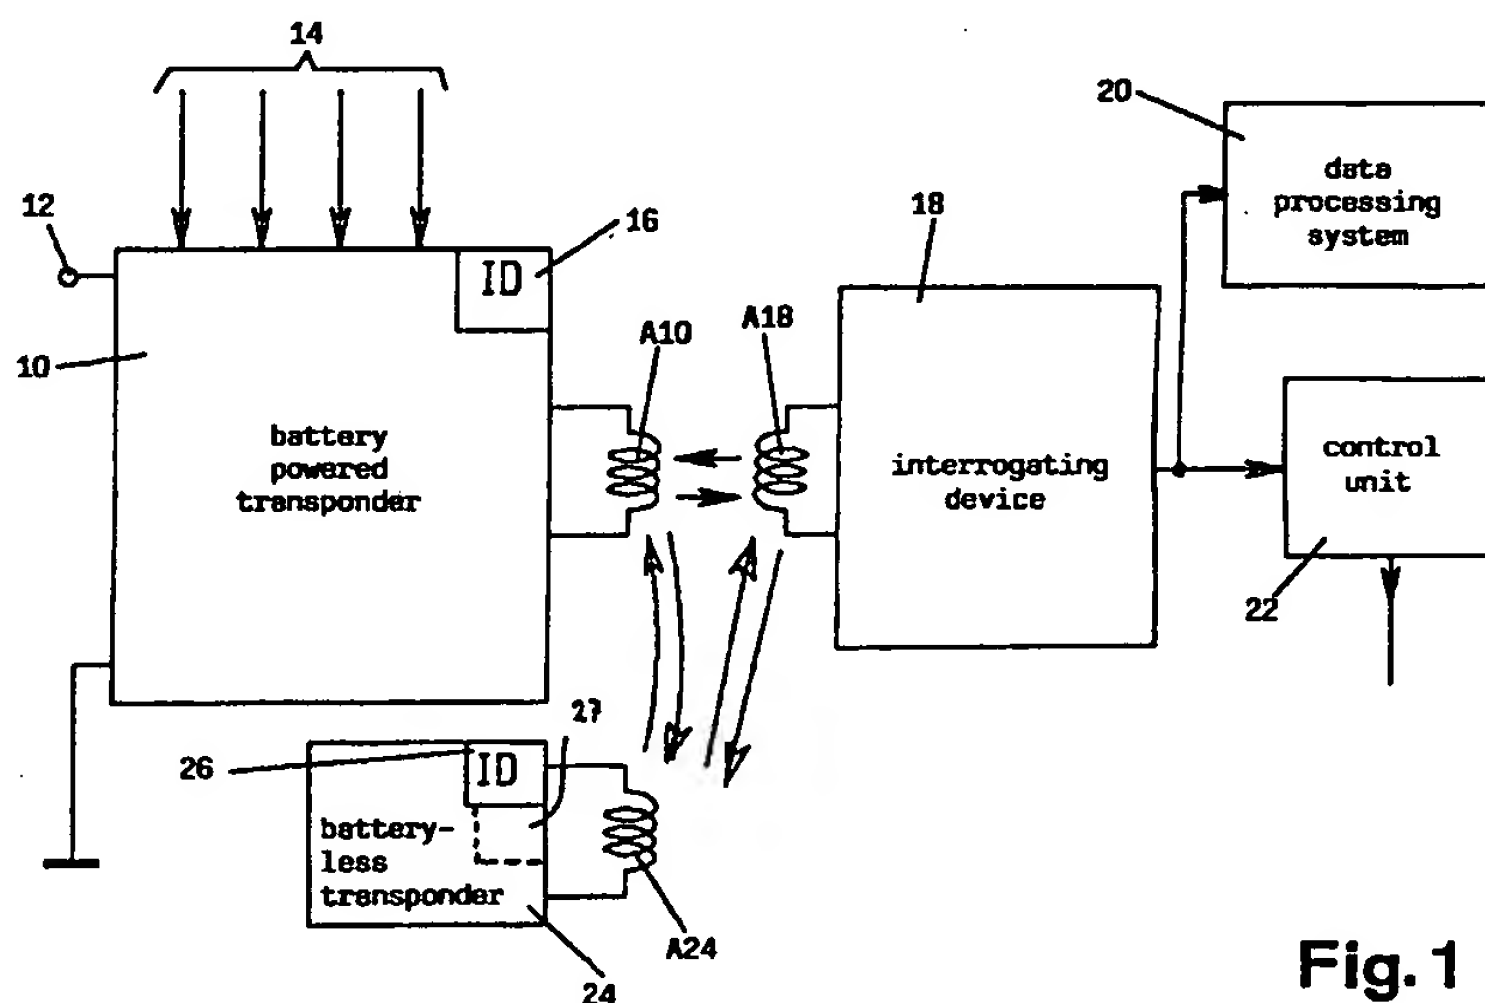 14
20
data
processing
system
12
16
ID
18
A10
A18
10
battery
powered
transponder
interrogating
device
control
unit
22
27
26
ID
battery-
less
transponder
A24
24
Fig. 1